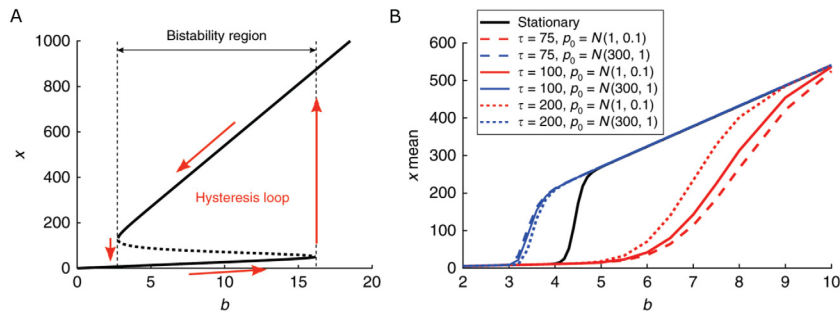 A
1000
800
600
400
200
0
x
Bistability region
Hysteresis loop
0
5
10
15
20
b
B
600
500
400
300
200
100
0
x mean
Stationary
τ = 75, p₀ = N(1, 0.1)
τ = 75, p₀ = N(300, 1)
τ = 100, p₀ = N(1, 0.1)
τ = 100, p₀ = N(300, 1)
τ = 200, p₀ = N(1, 0.1)
τ = 200, p₀ = N(300, 1)
2
3
4
5
6
7
8
9
10
b